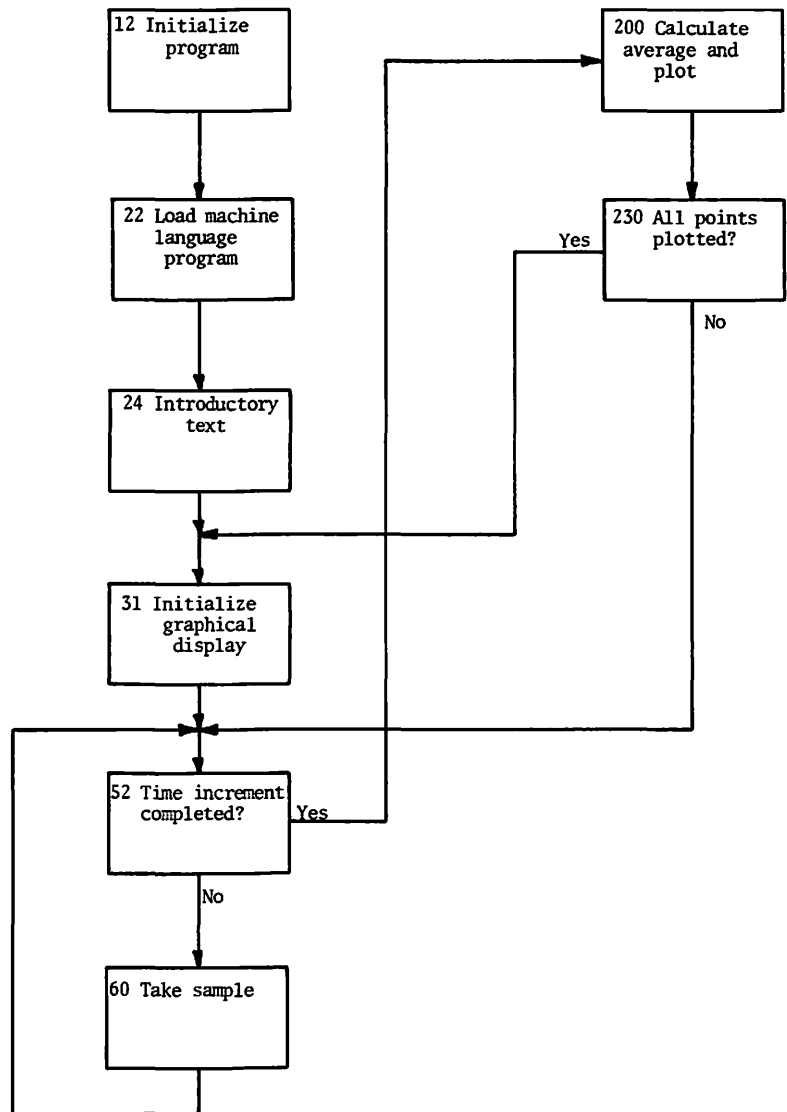 12 Initialize
program
22 Load machine
language
program
24 Introductory
text
31 Initialize
graphical
display
52 Time increment
completed?
Yes
No
60 Take sample
200 Calculate
average and
plot
230 All points
plotted?
Yes
No